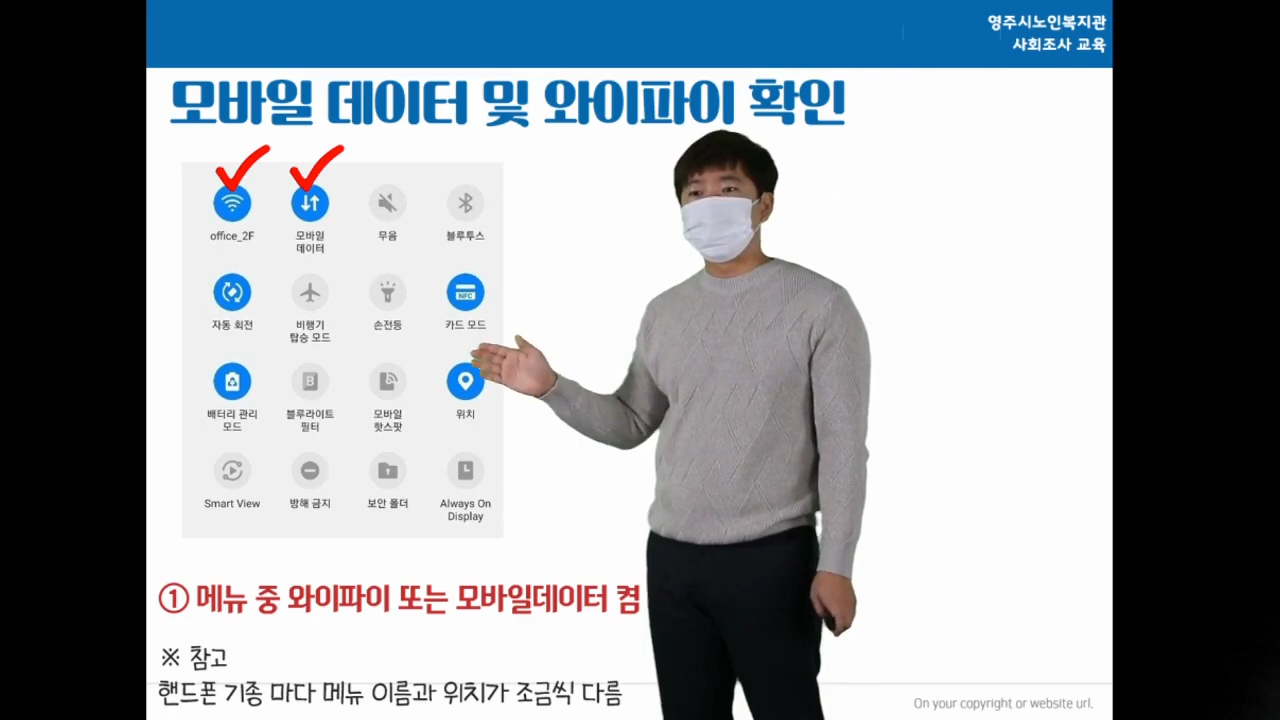 영주시노인복지관
사회조사 교육
모바일 데이터 및 와이파이 확인
office_2F
모바일
데이터
무음
블루투스
자동 회전
비행기
탑승 모드
손전등
NFC
카드 모드
배터리 관리
모드
B
블루라이트
필터
모바일
핫스팟
위치
Smart View
방해 금지
보안 폴더
Always On
Display
① 메뉴 중 와이파이 또는 모바일데이터 켬
※ 참고
핸드폰 기종 마다 메뉴 이름과 위치가 조금씩 다름
On your copyright or website url.